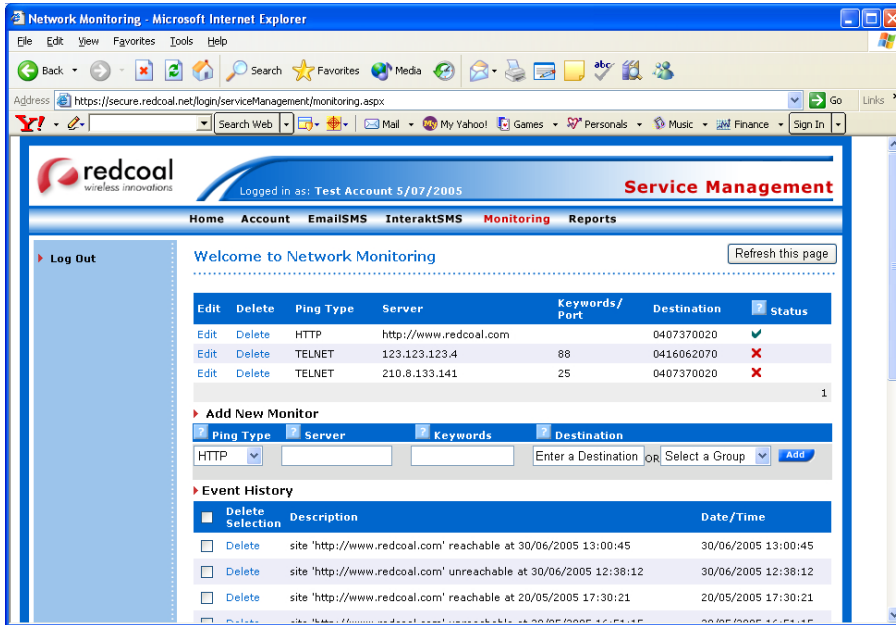 Network Monitoring - Microsoft Internet Explorer
File Edit View Favorites Tools Help
Back Search Favorites Media
Address https://secure.redcoal.net/login/serviceManagement/monitoring.aspx Go Links
Y! Search Web Mail My Yahoo! Games Personals Music Finance Sign In
redcoal
wireless innovations
Logged in as: Test Account 5/07/2005
Service Management
Home Account EmailSMS InteraktSMS Monitoring Reports
Log Out
Welcome to Network Monitoring
Refresh this page
Edit Delete Ping Type Server Keywords/ Port Destination ? Status
Edit Delete HTTP http://www.redcoal.com 0407370020
Edit Delete TELNET 123.123.123.4 88 0416062070
Edit Delete TELNET 210.8.133.141 25 0407370020
1
Add New Monitor
? Ping Type ? Server ? Keywords ? Destination
HTTP Enter a Destination OR Select a Group Add
Event History
Delete Selection Description Date/Time
Delete site 'http://www.redcoal.com' reachable at 30/06/2005 13:00:45 30/06/2005 13:00:45
Delete site 'http://www.redcoal.com' unreachable at 30/06/2005 12:38:12 30/06/2005 12:38:12
Delete site 'http://www.redcoal.com' reachable at 20/05/2005 17:30:21 20/05/2005 17:30:21